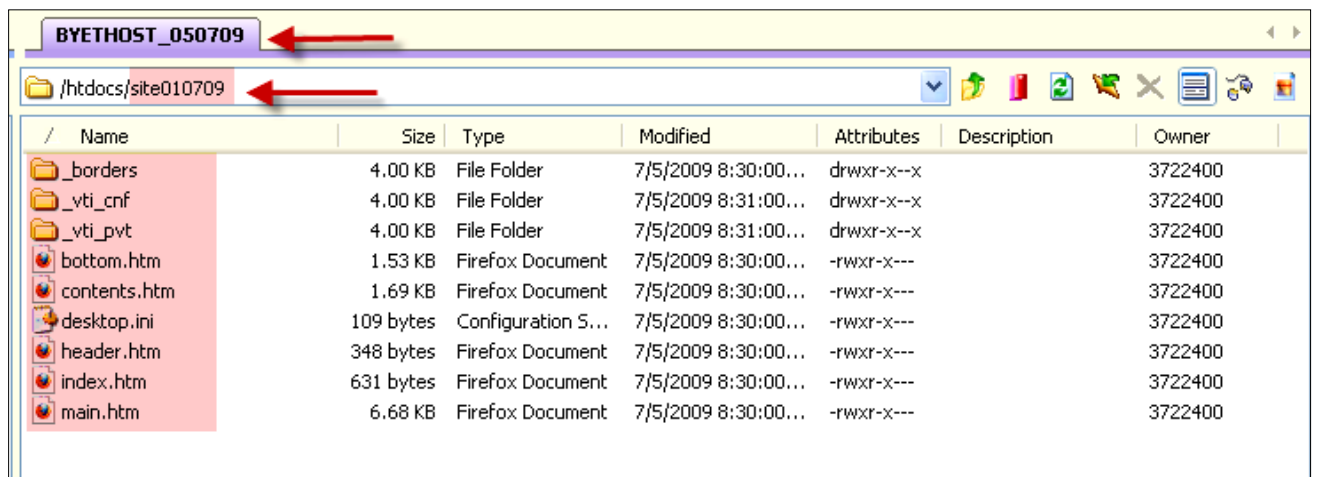 BYETHOST_050709
/htdocs/site010709
/ Name Size Type Modified Attributes Description Owner
_borders 4.00 KB File Folder 7/5/2009 8:30:00... drwxr-x--x 3722400
_vti_cnf 4.00 KB File Folder 7/5/2009 8:31:00... drwxr-x--x 3722400
_vti_pvt 4.00 KB File Folder 7/5/2009 8:31:00... drwxr-x--x 3722400
bottom.htm 1.53 KB Firefox Document 7/5/2009 8:30:00... -rwxr-x--- 3722400
contents.htm 1.69 KB Firefox Document 7/5/2009 8:30:00... -rwxr-x--- 3722400
desktop.ini 109 bytes Configuration S... 7/5/2009 8:30:00... -rwxr-x--- 3722400
header.htm 348 bytes Firefox Document 7/5/2009 8:30:00... -rwxr-x--- 3722400
index.htm 631 bytes Firefox Document 7/5/2009 8:30:00... -rwxr-x--- 3722400
main.htm 6.68 KB Firefox Document 7/5/2009 8:30:00... -rwxr-x--- 3722400